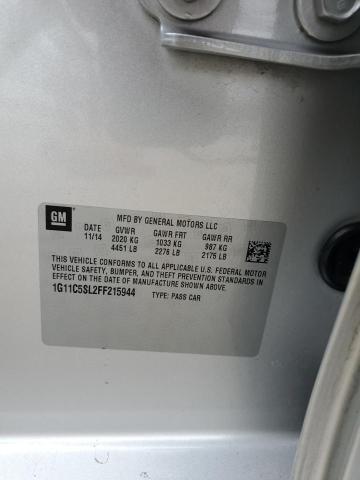 GM
MFD BY GENERAL MOTORS LLC
DATE GVWR GAWR FRT GAWR RR
11/14 2020 KG 1033 KG 987 KG
4451 LB 2276 LB 2175 LB
THIS VEHICLE CONFORMS TO ALL APPLICABLE U.S. FEDERAL MOTOR
VEHICLE SAFETY, BUMPER, AND THEFT PREVENTION STANDARDS IN
EFFECT ON THE DATE OF MANUFACTURE SHOWN ABOVE.
1G11C5SL2FF215944 TYPE: PASS CAR